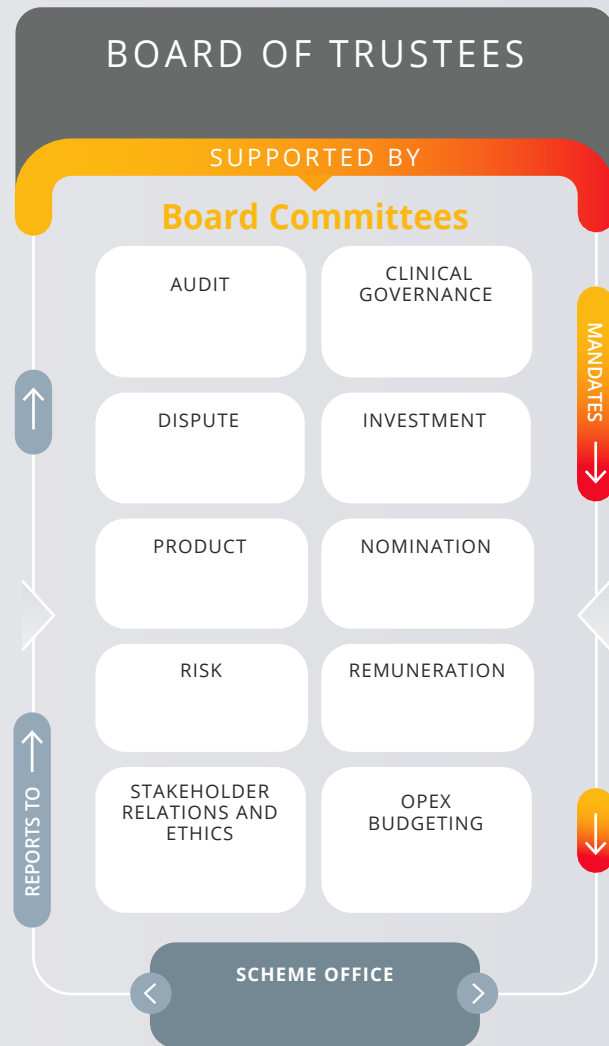 BOARD OF TRUSTEES
SUPPORTED BY
Board Committees
AUDIT
CLINICAL
GOVERNANCE
DISPUTE
INVESTMENT
MANDATES
PRODUCT
NOMINATION
RISK
REMUNERATION
STAKEHOLDER
RELATIONS AND
ETHICS
OPEX
BUDGETING
REPORTS TO
SCHEME OFFICE